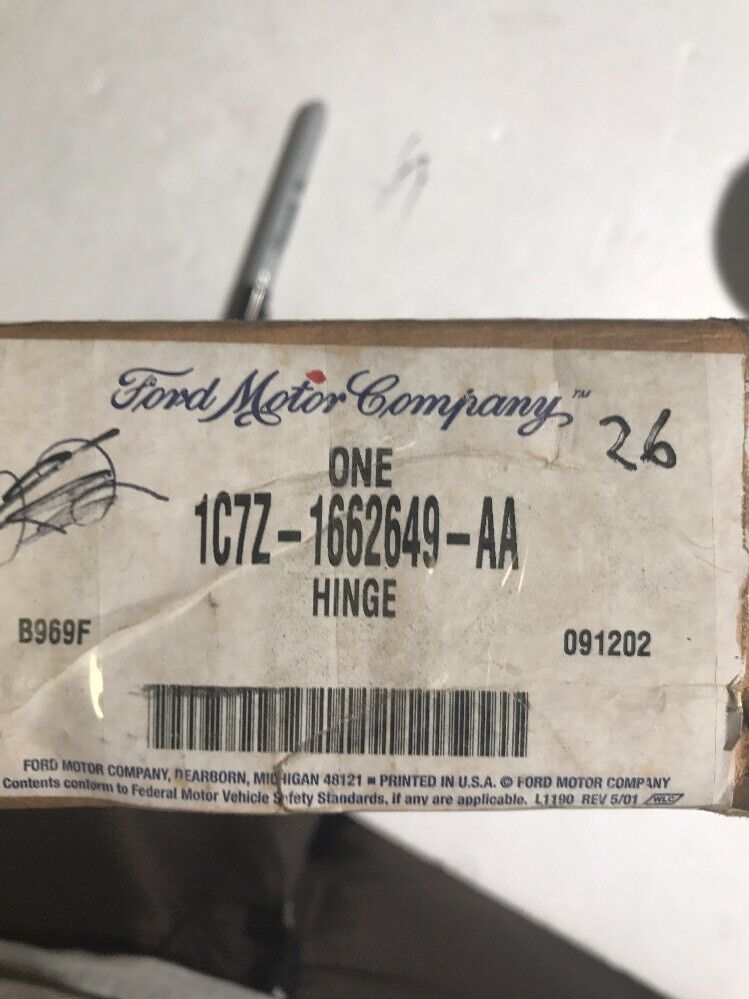 Ford Motor Company™
26
ONE
1C7Z-1662649-AA
HINGE
B969F 091202
FORD MOTOR COMPANY, DEARBORN, MICHIGAN 48121 ■ PRINTED IN U.S.A. © FORD MOTOR COMPANY
Contents conform to Federal Motor Vehicle Safety Standards, if any are applicable. L1190 REV 5/01 WLC